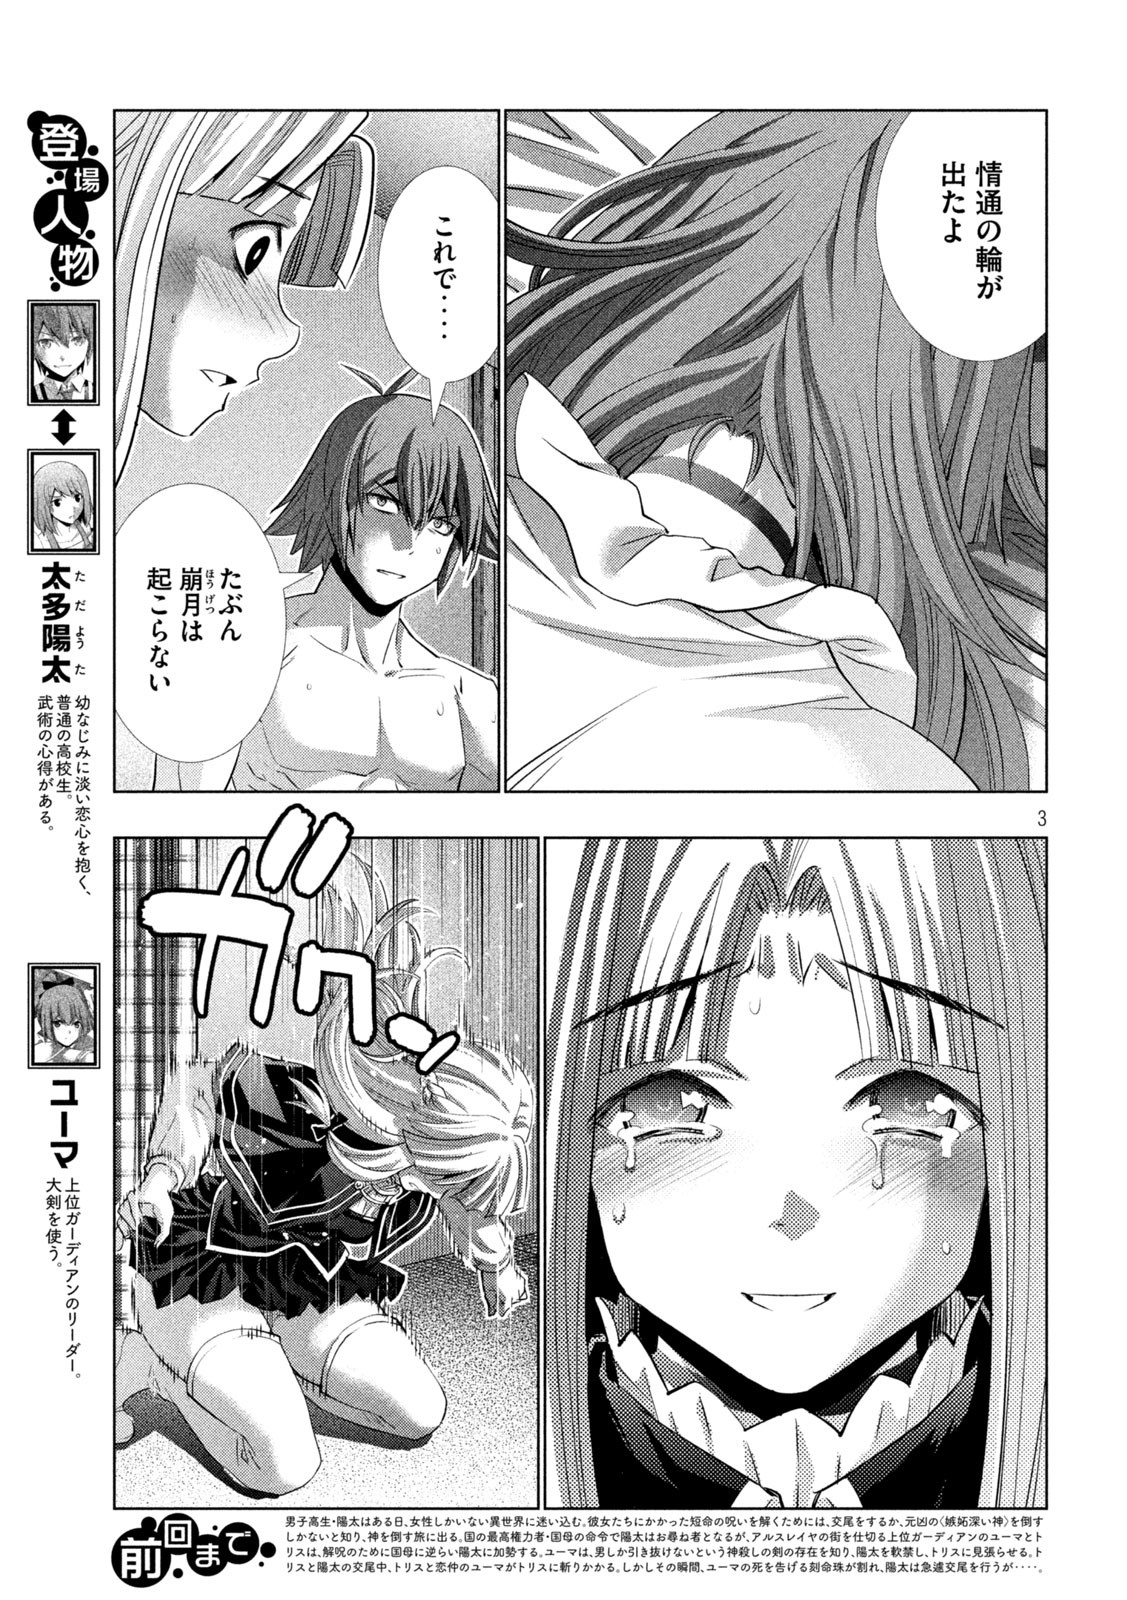 情通の輪が
出たよ
これで‥‥
たぶん
崩月は
ほうげつ
起こらない
ガガクッ
3
登場人物
太多陽太
ただようた
幼なじみに淡い恋心を抱く、
普通の高校生。
武術の心得がある。
ユーマ
上位ガーディアンのリーダー。
大剣を使う。
前回まで
男子高生・陽太はある日、女性しかいない異世界に迷い込む。彼女たちにかかった短命の呪いを解くためには、交尾をするか、元凶の〈嫉妬深い神〉を倒す
しかないと知り、神を倒す旅に出る。国の最高権力者・国母の命令で陽太はお尋ね者となるが、アルスレイヤの街を仕切る上位ガーディアンのユーマとト
リスは、解呪のために国母に逆らい陽太に加勢する。ユーマは、男しか引き抜けないという神殺しの剣の存在を知り、陽太を軟禁し、トリスに見張らせる。ト
リスと陽太の交尾中、トリスと恋仲のユーマがトリスに斬りかかる。しかしその瞬間、ユーマの死を告げる刻命珠が割れ、陽太は急遽交尾を行うが‥‥。